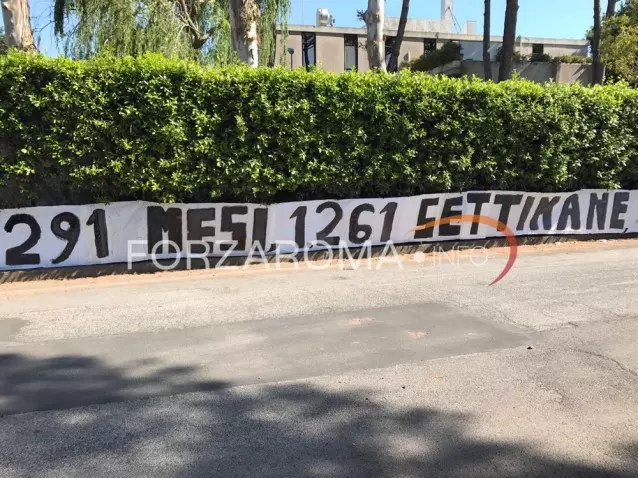 291 MESI 1261 SETTIMANE,
FORZAROMA.INFO